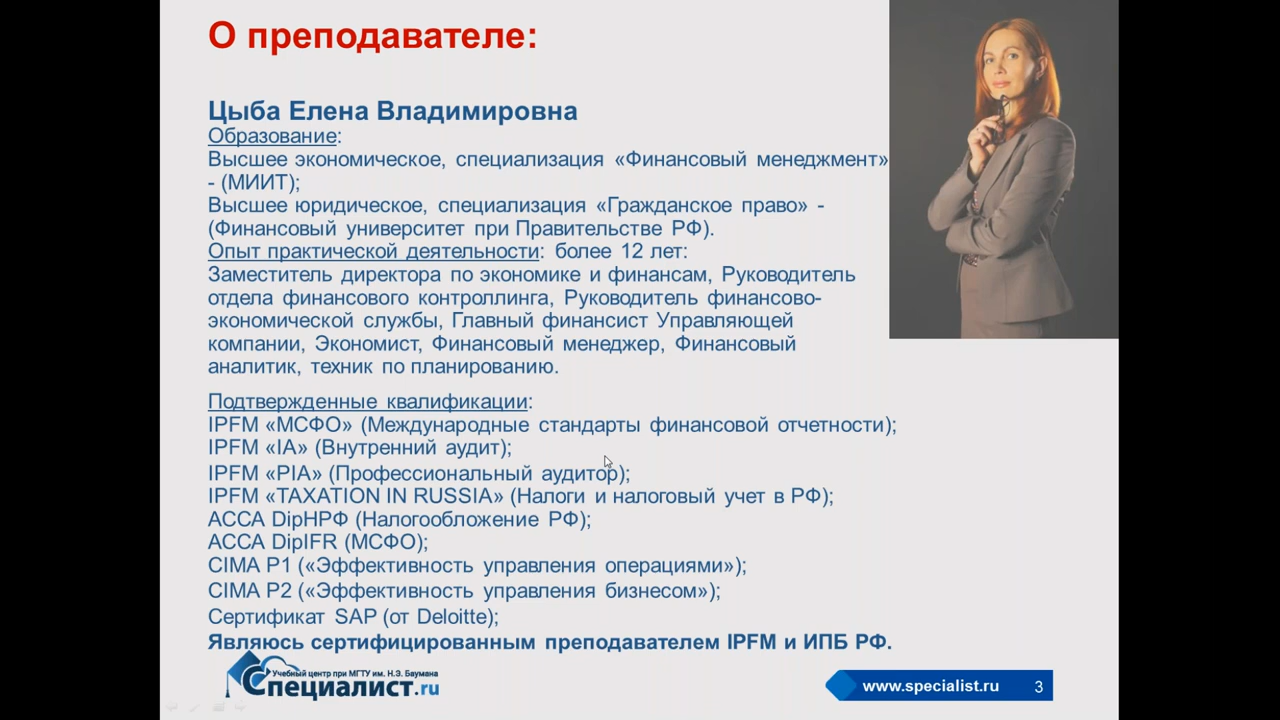 О преподавателе:
Цыба Елена Владимировна
Образование:
Высшее экономическое, специализация «Финансовый менеджмент»
- (МИИТ);
Высшее юридическое, специализация «Гражданское право» -
(Финансовый университет при Правительстве РФ).
Опыт практической деятельности: более 12 лет:
Заместитель директора по экономике и финансам, Руководитель
отдела финансового контроллинга, Руководитель финансово-
экономической службы, Главный финансист Управляющей
компании, Экономист, Финансовый менеджер, Финансовый
аналитик, техник по планированию.
Подтвержденные квалификации:
IPFM «МСФО» (Международные стандарты финансовой отчетности);
IPFM «IA» (Внутренний аудит);
IPFM «PIA» (Профессиональный аудитор);
IPFM «TAXATION IN RUSSIA» (Налоги и налоговый учет в РФ);
АССА DipНРФ (Налогообложение РФ);
АССА DipIFR (МСФО);
CIMA P1 («Эффективность управления операциями»);
CIMA P2 («Эффективность управления бизнесом»);
Сертификат SAP (от Deloitte);
Являюсь сертифицированным преподавателем IPFM и ИПБ РФ.
Учебный центр при МГТУ им. Н.Э. Баумана
Специалист.ru
www.specialist.ru 3